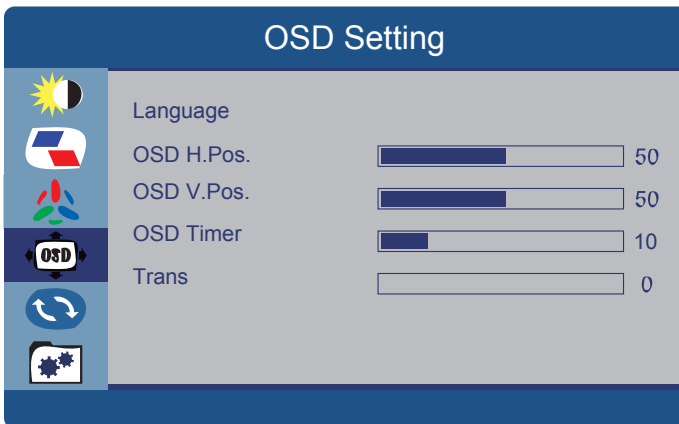 OSD Setting
Language
OSD H.Pos. 50
OSD V.Pos. 50
OSD Timer 10
Trans 0
OSD